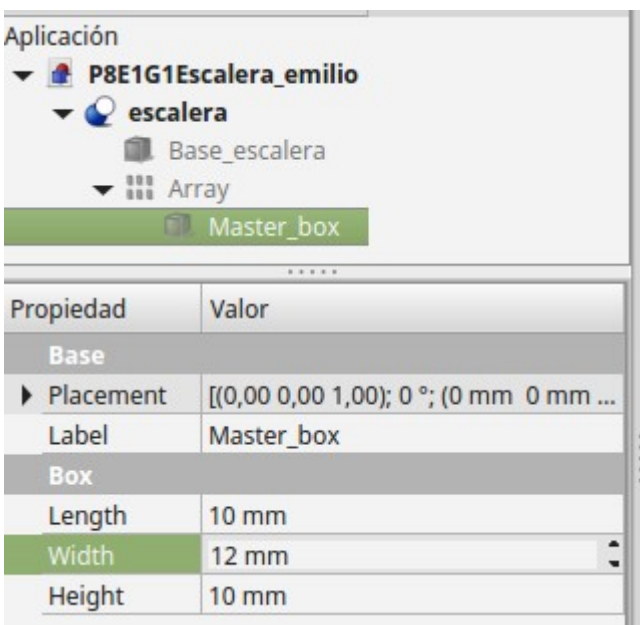 Aplicación
P8E1G1Escalera_emilio
escalera
Base_escalera
Array
Master_box
Propiedad Valor
Base
Placement [(0,00 0,00 1,00); 0 °; (0 mm 0 mm ...
Label Master_box
Box
Length 10 mm
Width 12 mm
Height 10 mm